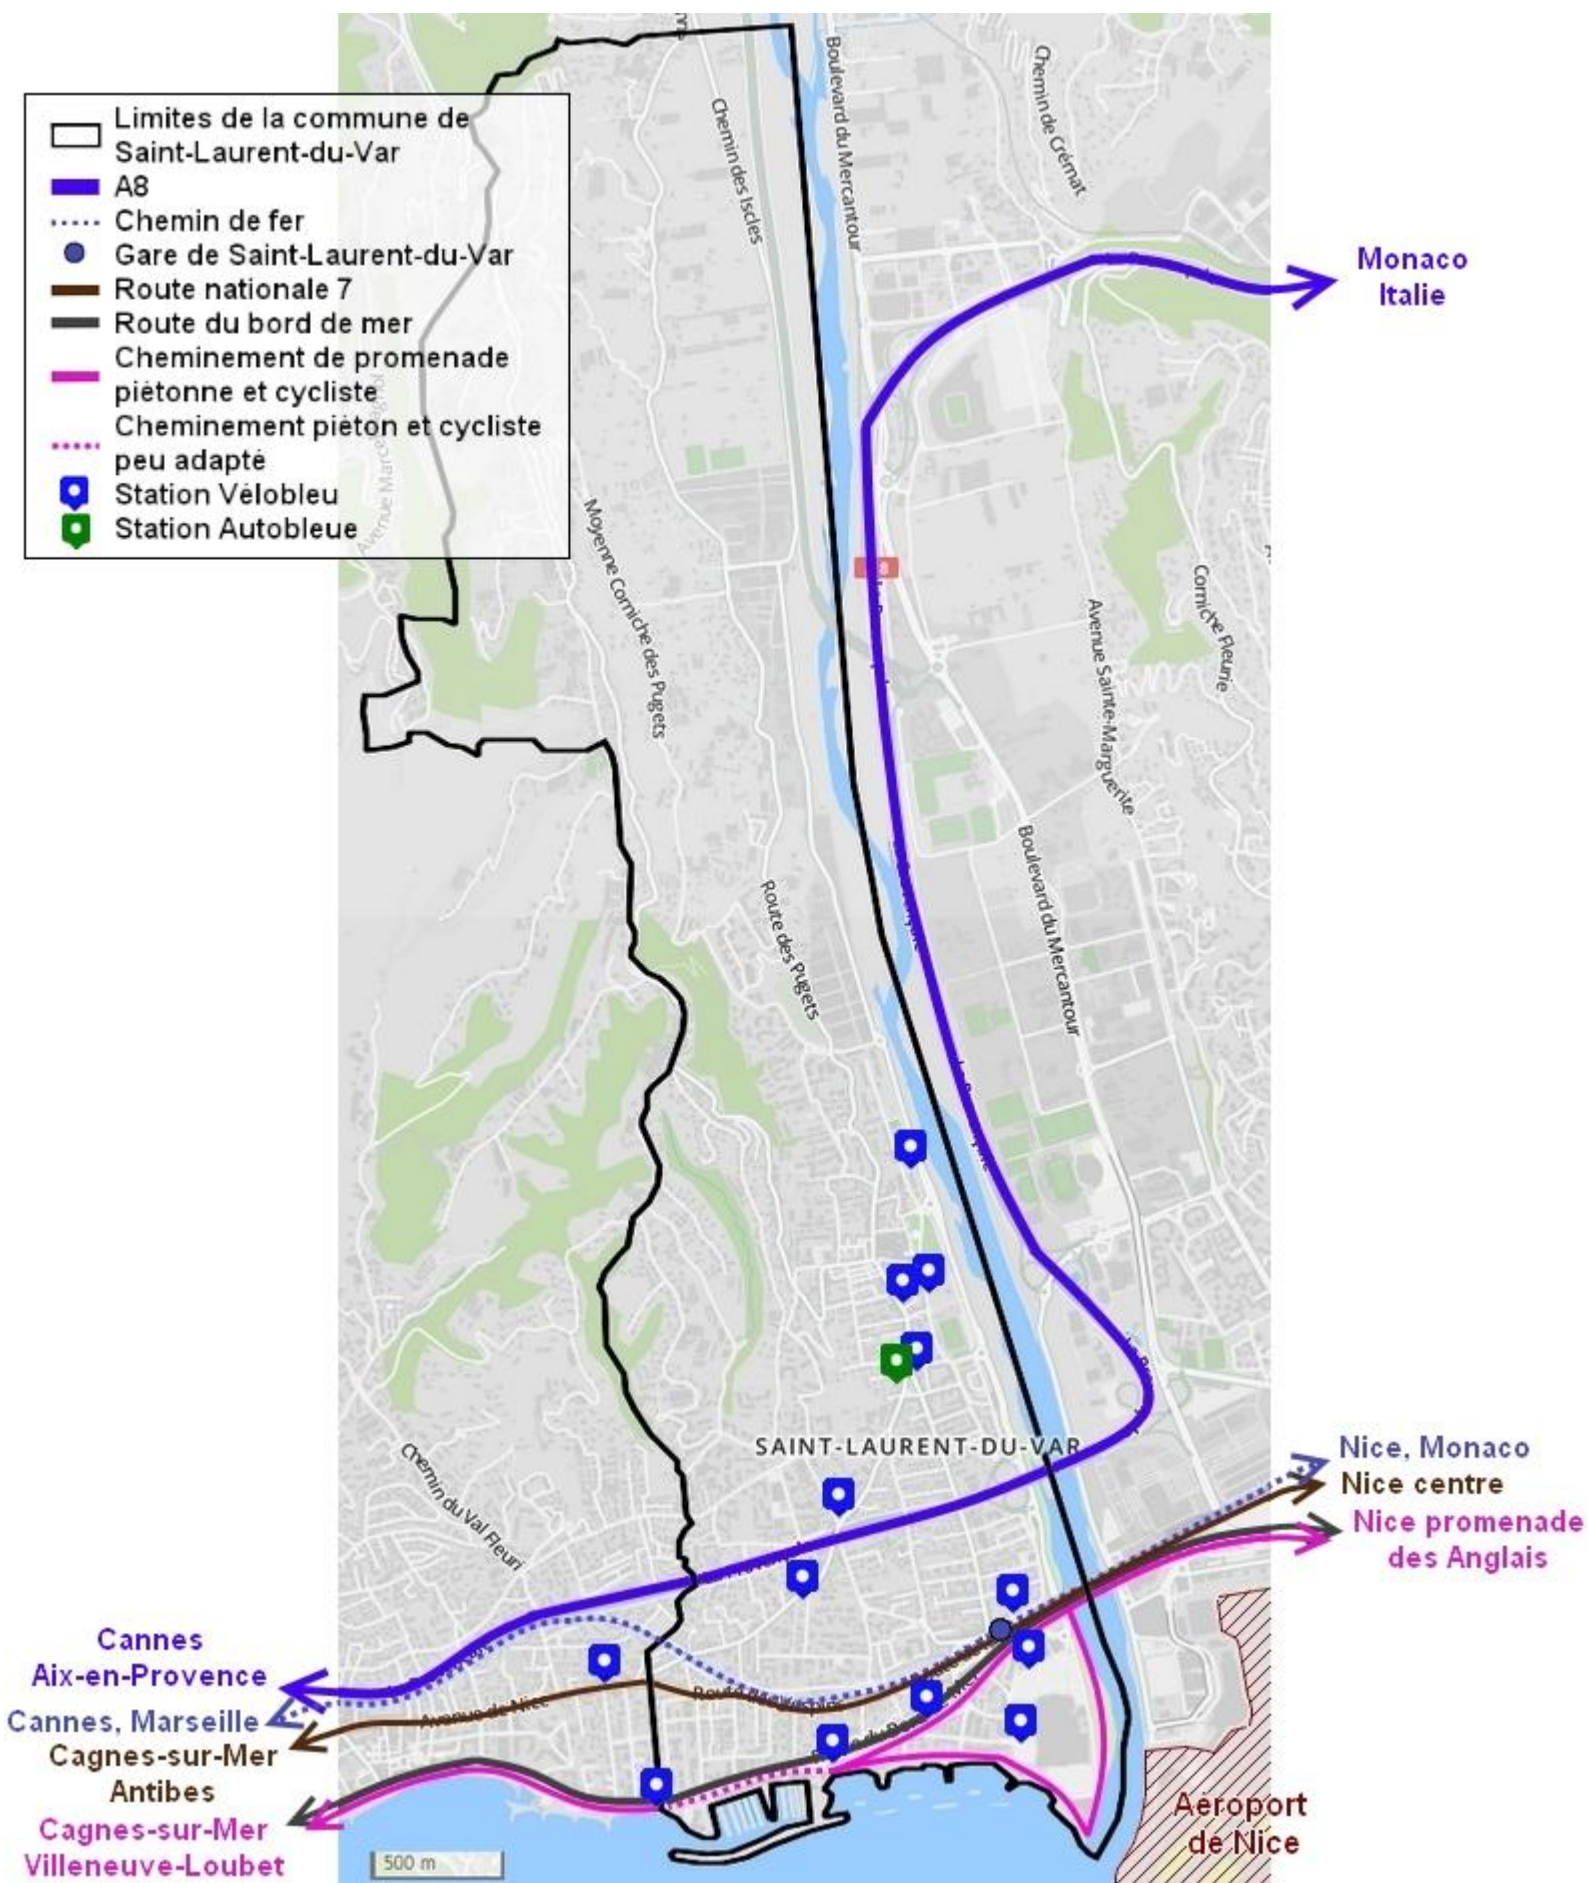 Limites de la commune de
Saint-Laurent-du-Var
A8
Chemin de fer
Gare de Saint-Laurent-du-Var
Route nationale 7
Route du bord de mer
Cheminement de promenade
piétonne et cycliste
Cheminement piéton et cycliste
peu adapté
Station Vélobleu
Station Autobleue
Boulevard du Mercantour
Chemin de Crémat
Chemin des Iscles
Monaco
Italie
Moyenne Corniche des Pugets
Corniche Fleurie
Avenue Sainte-Marguerite
Boulevard du Mercantour
Route des Pugets
SAINT-LAURENT-DU-VAR
Chemin du Val Fleuri
Nice, Monaco
Nice centre
Nice promenade
des Anglais
Cannes
Aix-en-Provence
Cannes, Marseille
Cagnes-sur-Mer
Antibes
Avenue de Nice
Cagnes-sur-Mer
Villeneuve-Loubet
Aéroport
de Nice
500 m